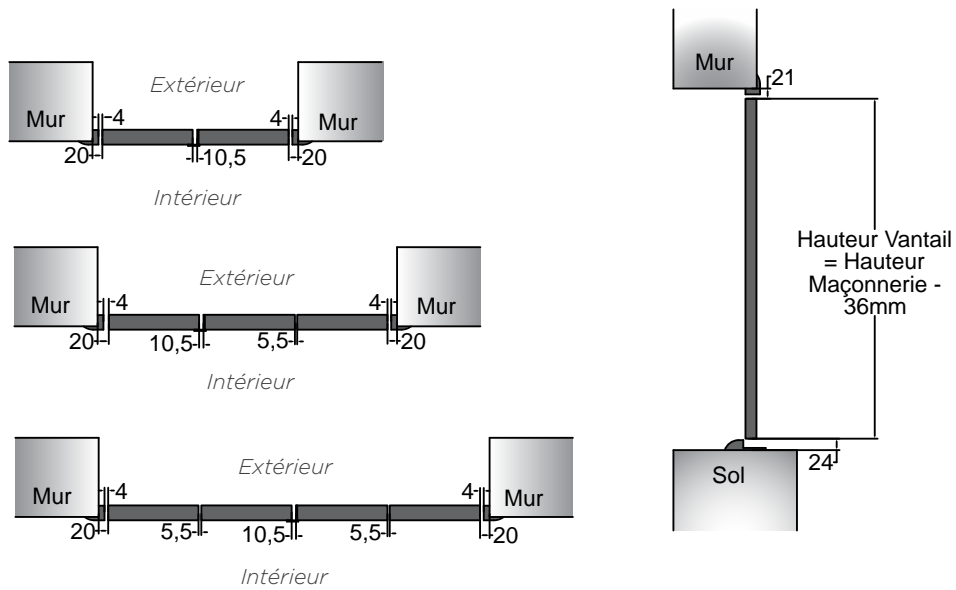 Extérieur
Mur
4
4
Mur
20
10,5
20
Intérieur
Extérieur
Mur
4
4
Mur
20
10,5
5,5
20
Intérieur
Extérieur
Mur
4
4
Mur
20
5,5
10,5
5,5
20
Intérieur
Mur
21
Hauteur Vantail
= Hauteur
Maçonnerie -
36mm
Sol
24